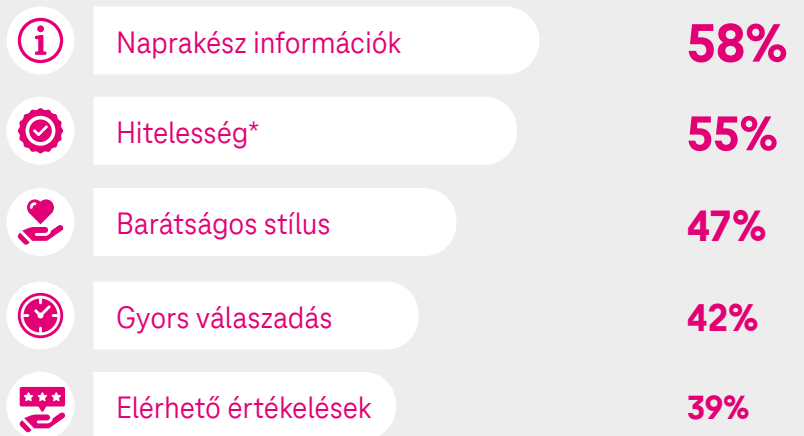 Naprakész információk 58%
Hitelesség* 55%
Barátságos stílus 47%
Gyors válaszadás 42%
Elérhető értékelések 39%